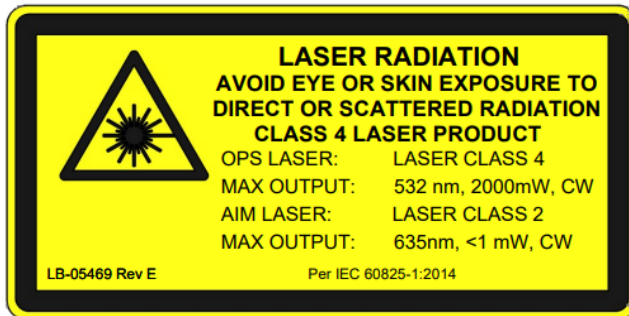 LASER RADIATION
AVOID EYE OR SKIN EXPOSURE TO
DIRECT OR SCATTERED RADIATION
CLASS 4 LASER PRODUCT
OPS LASER: LASER CLASS 4
MAX OUTPUT: 532 nm, 2000mW, CW
AIM LASER: LASER CLASS 2
MAX OUTPUT: 635nm, <1 mW, CW
LB-05469 Rev E Per IEC 60825-1:2014